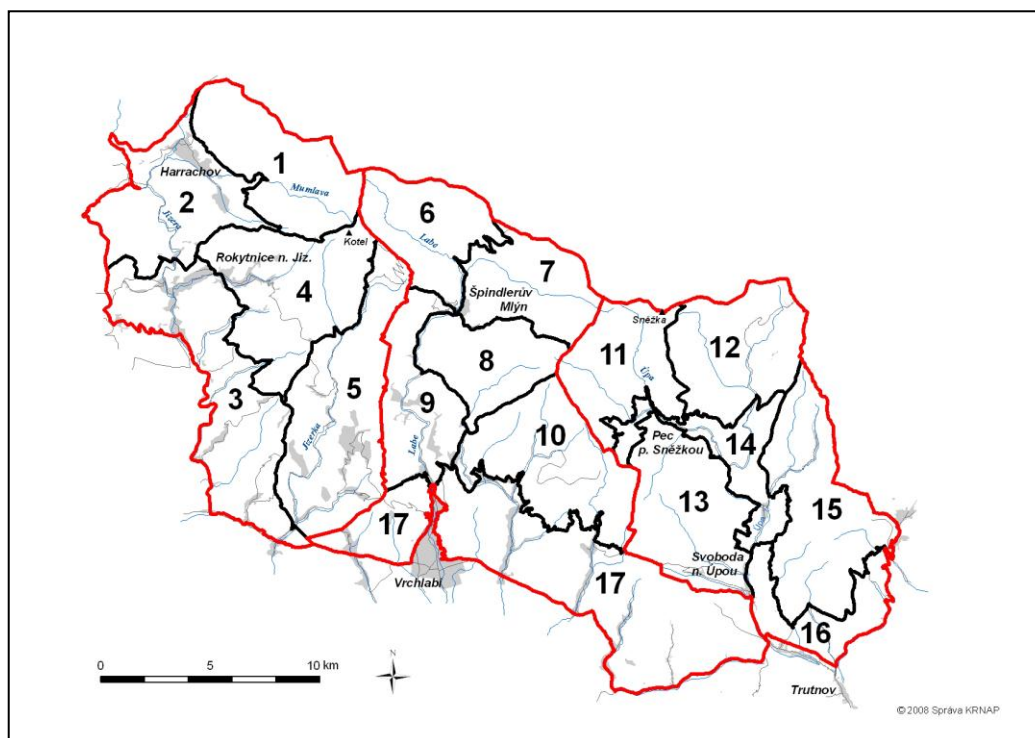 1
Harrachov
Mumlava
2
6
Jizera
Labe
Kotel
Rokytnice n. Jiz.
7
4
Špindlerův
Mlýn
Sněžka
12
11
8
Úpa
3
5
9
10
14
Pec
p. Sněžkou
Jizerka
Labe
13
15
17
Úpa
Svoboda
n. Úpou
Vrchlabí
17
16
0 5 10 km
N
Trutnov
© 2008 Správa KRNAP